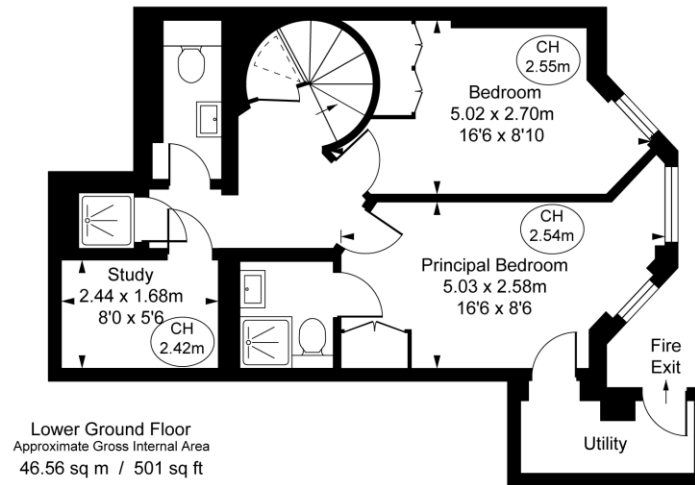 CH
2.55m
Bedroom
5.02 x 2.70m
16'6 x 8'10
CH
2.54m
Principal Bedroom
5.03 x 2.58m
16'6 x 8'6
Study
2.44 x 1.68m
8'0 x 5'6
CH
2.42m
Fire
Exit
Utility
Lower Ground Floor
Approximate Gross Internal Area
46.56 sq m / 501 sq ft